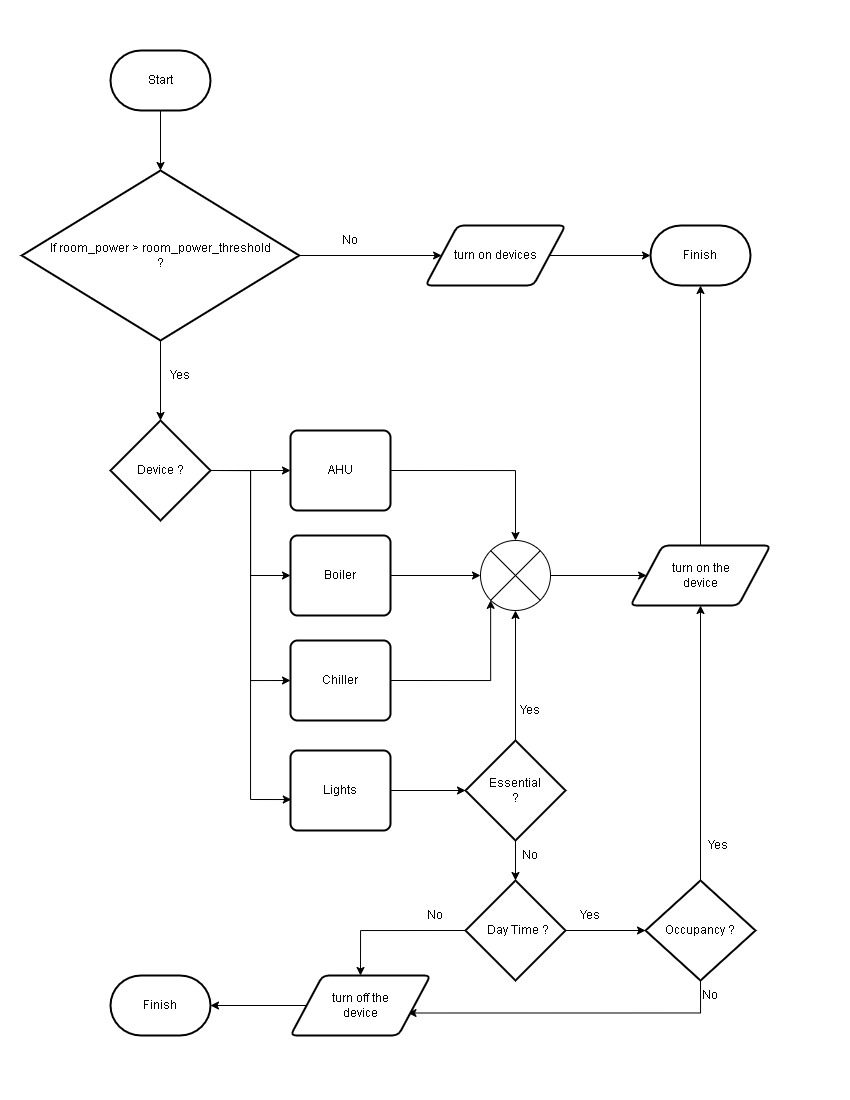 Start
If room_power > room_power_threshold
?
No
turn on devices
Finish
Yes
Device ?
AHU
Boiler
turn on the
device
Chiller
Yes
Lights
Essential
?
No
Yes
No
Day Time ?
Yes
Occupancy ?
No
Finish
turn off the
device